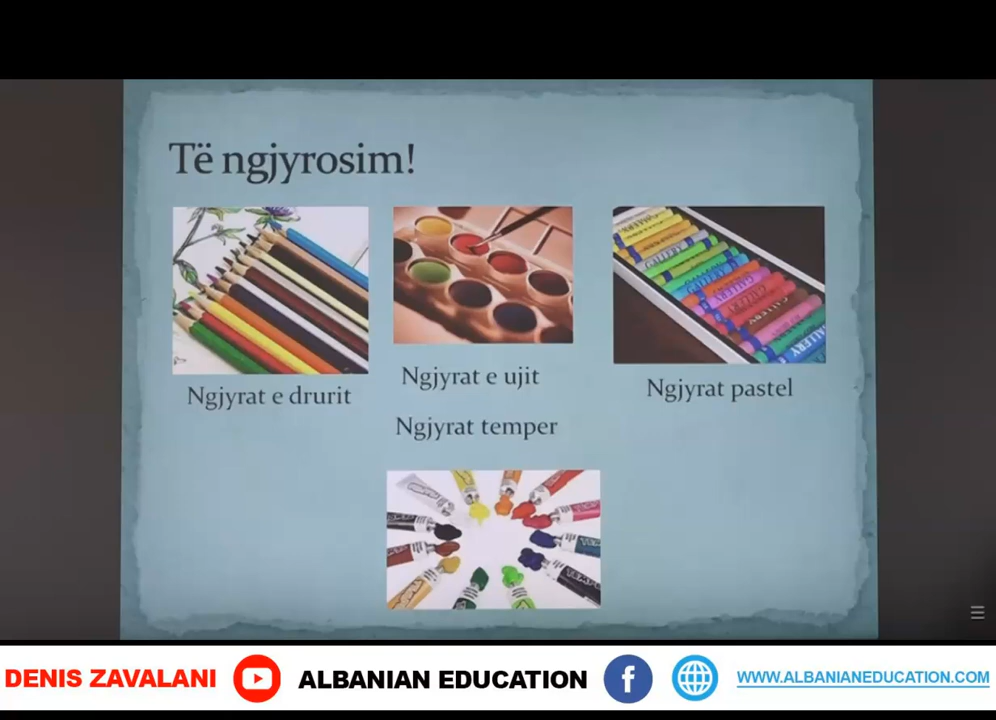 Të ngjyrosim!
Ngjyrat e drurit
Ngjyrat e ujit
Ngjyrat pastel
Ngjyrat temper
DENIS ZAVALANI
ALBANIAN EDUCATION
WWW.ALBANIANEDUCATION.COM